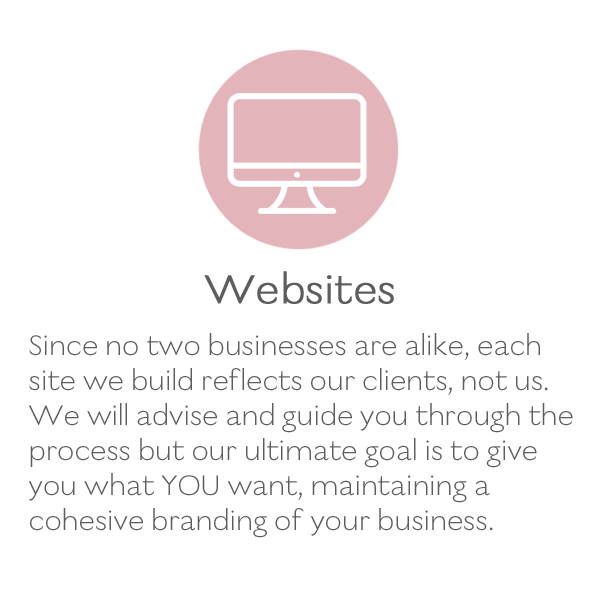 Websites
Since no two businesses are alike, each
site we build reflects our clients, not us.
We will advise and guide you through the
process but our ultimate goal is to give
you what YOU want, maintaining a
cohesive branding of your business.